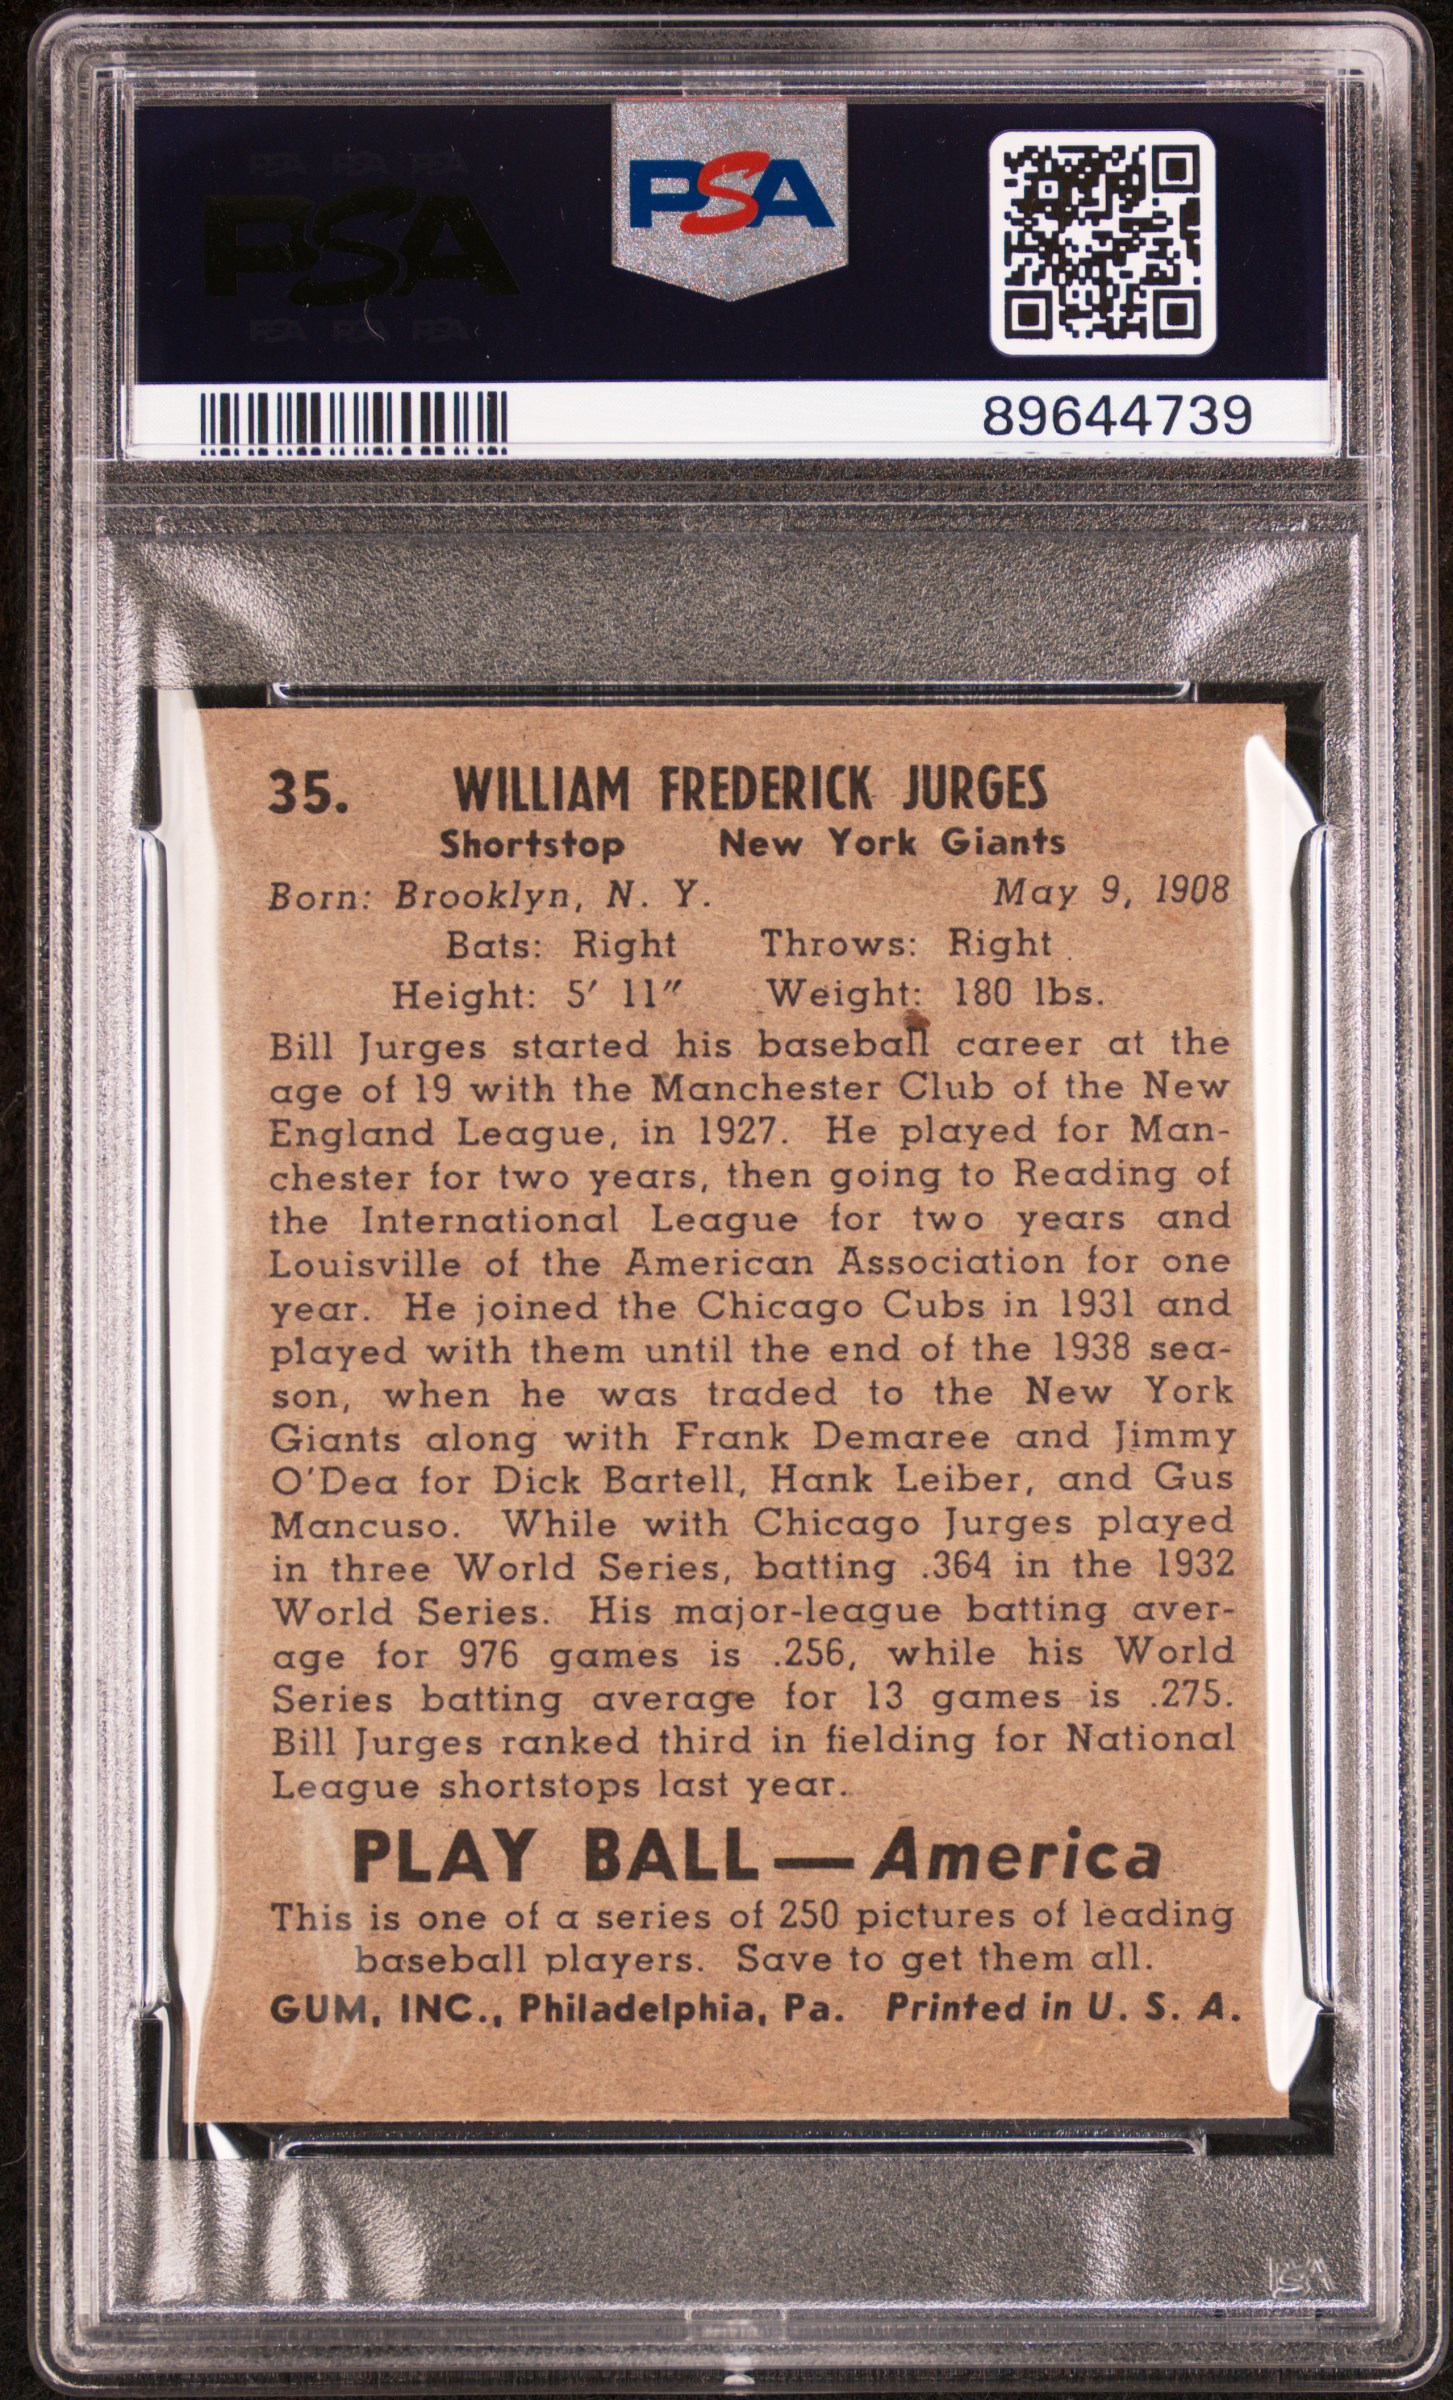 PSA PSA PSA
PSA
PSA PSA PSA
PSA
89644739
35. WILLIAM FREDERICK JURGES
Shortstop New York Giants
Born: Brooklyn, N. Y. May 9, 1908
Bats: Right Throws: Right
Height: 5′ 11″ Weight: 180 lbs.
Bill Jurges started his baseball career at the
age of 19 with the Manchester Club of the New
England League, in 1927. He played for Man-
chester for two years, then going to Reading of
the International League for two years and
Louisville of the American Association for one
year. He joined the Chicago Cubs in 1931 and
played with them until the end of the 1938 sea-
son, when he was traded to the New York
Giants along with Frank Demaree and Jimmy
O'Dea for Dick Bartell, Hank Leiber, and Gus
Mancuso. While with Chicago Jurges played
in three World Series, batting .364 in the 1932
World Series. His major-league batting aver-
age for 976 games is .256, while his World
Series batting average for 13 games is .275.
Bill Jurges ranked third in fielding for National
League shortstops last year.
PLAY BALL — America
This is one of a series of 250 pictures of leading
baseball players. Save to get them all.
GUM, INC., Philadelphia, Pa. Printed in U. S. A.
PSA